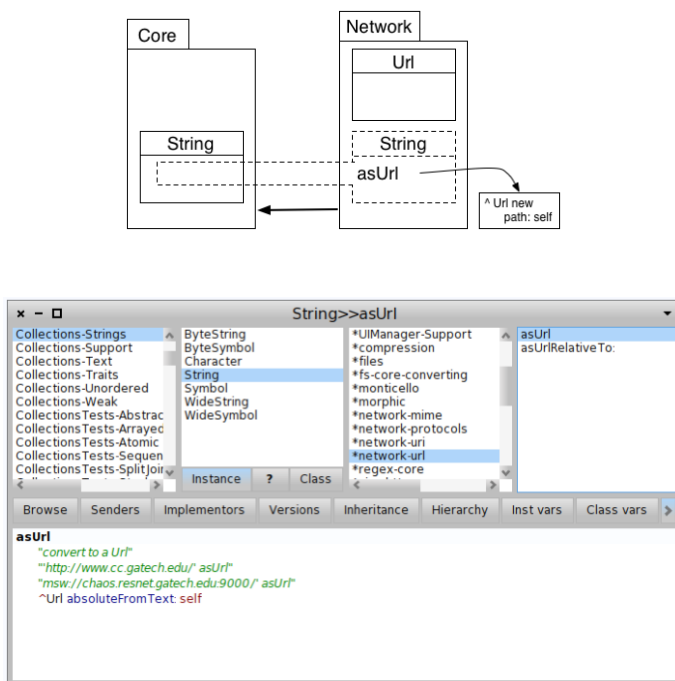 Core
Network
Url
String
String
asUrl
^ Url new
path: self
String>>asUrl
Collections-Strings
Collections-Support
Collections-Text
Collections-Traits
Collections-Unordered
Collections-Weak
CollectionsTests-Abstrac
CollectionsTests-Arrayed
CollectionsTests-Atomic
CollectionsTests-Sequen
CollectionsTests-SplitJoin
ByteString
ByteSymbol
Character
String
Symbol
WideString
WideSymbol
Instance ? Class
*UIManager-Support
*compression
*files
*fs-core-converting
*monticello
*morphic
*network-mime
*network-protocols
*network-uri
*network-url
*regex-core
asUrl
asUrlRelativeTo:
Browse Senders Implementors Versions Inheritance Hierarchy Inst vars Class vars
asUrl
"convert to a Url"
"'http://www.cc.gatech.edu/' asUrl"
"msw://chaos.resnet.gatech.edu:9000/' asUrl"
^Url absoluteFromText: self